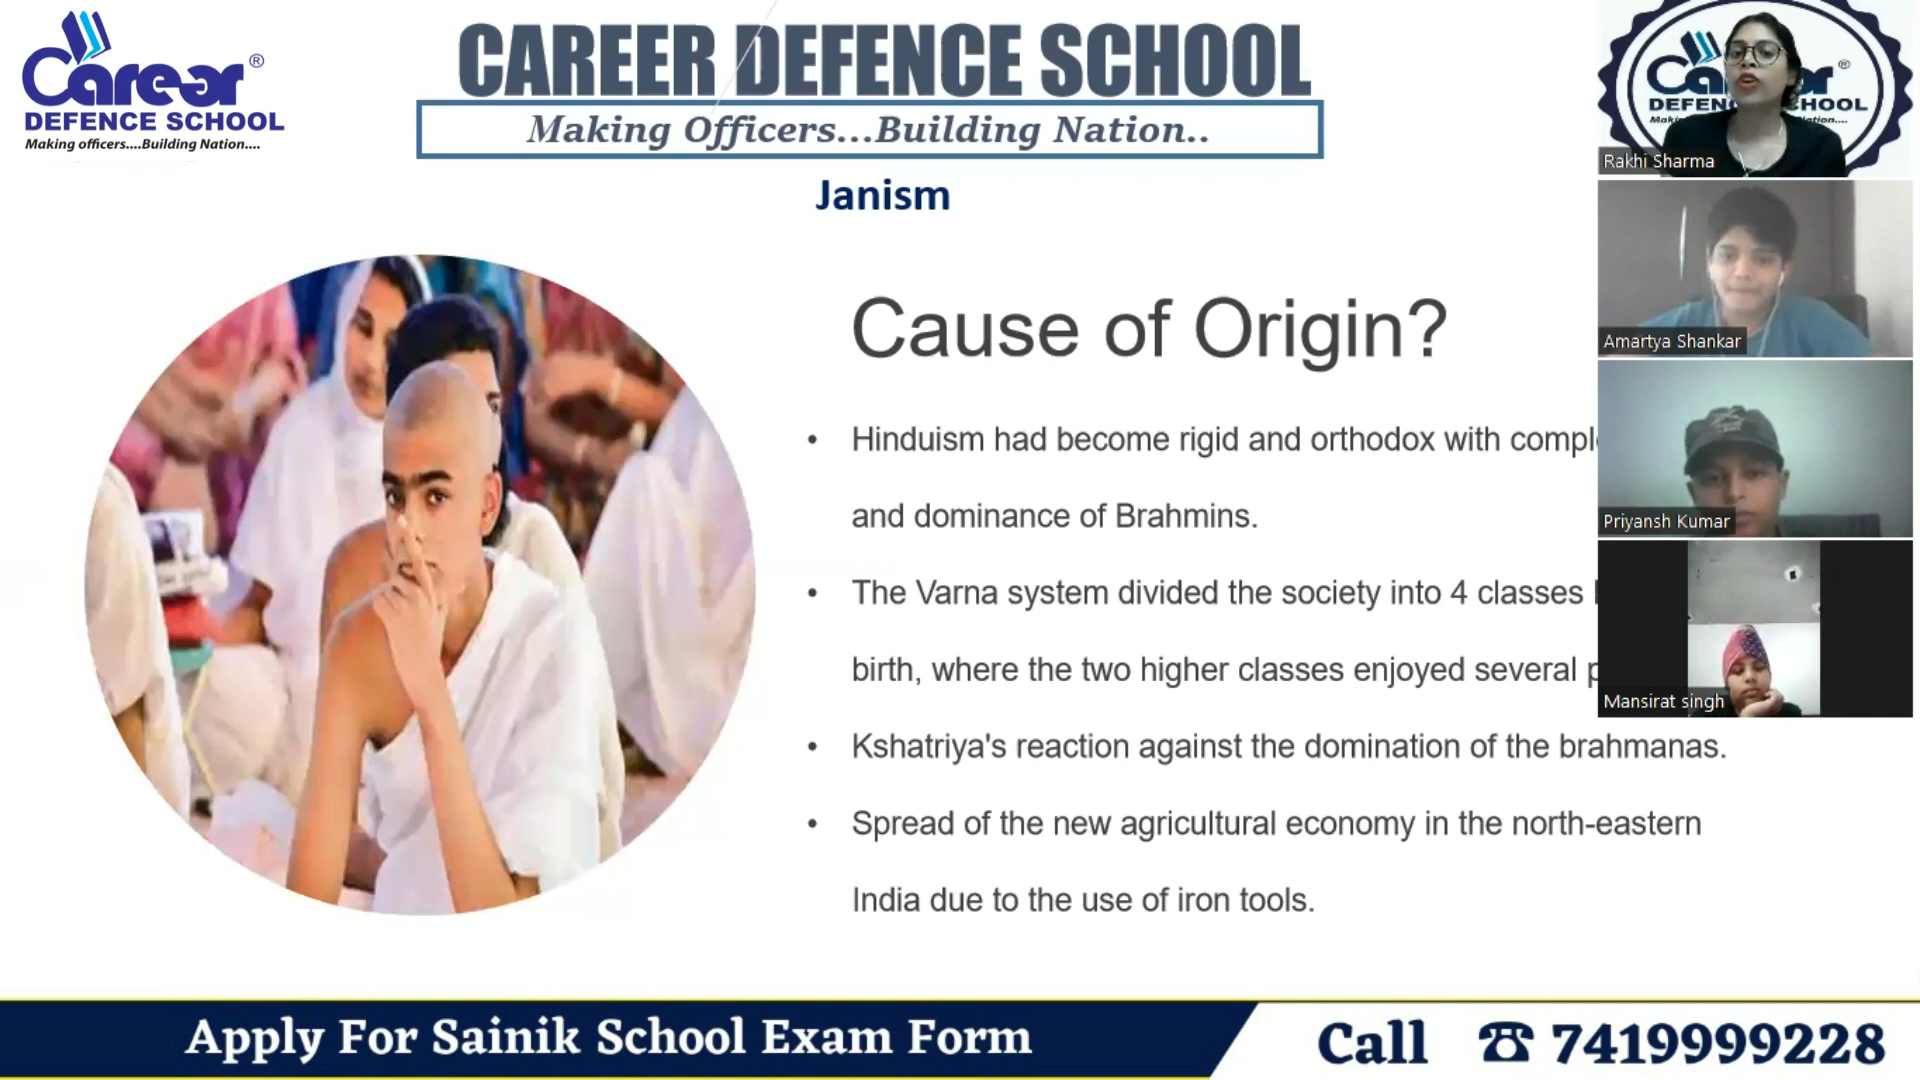 Career ®
DEFENCE SCHOOL
Making officers....Building Nation....
CAREER DEFENCE SCHOOL
Making Officers...Building Nation..
Janism
Cause of Origin?
• Hinduism had become rigid and orthodox with compl
and dominance of Brahmins.
• The Varna system divided the society into 4 classes
birth, where the two higher classes enjoyed several p
• Kshatriya's reaction against the domination of the brahmanas.
• Spread of the new agricultural economy in the north-eastern
India due to the use of iron tools.
Rakhi Sharma
Amartya Shankar
Priyansh Kumar
Mansirat singh
Apply For Sainik School Exam Form
Call ☎ 7419999228